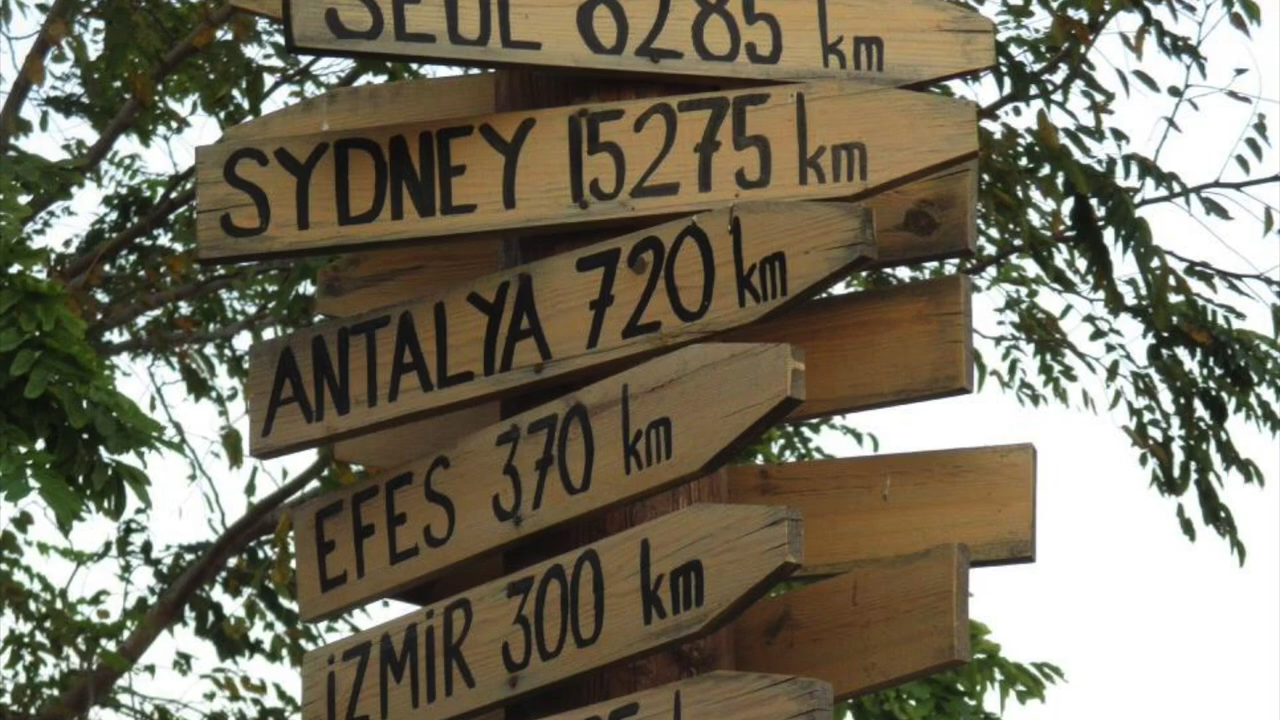 SEUL 8285 km
SYDNEY 15275 km
ANTALYA 720 km
EFES 370 km
İZMİR 300 km